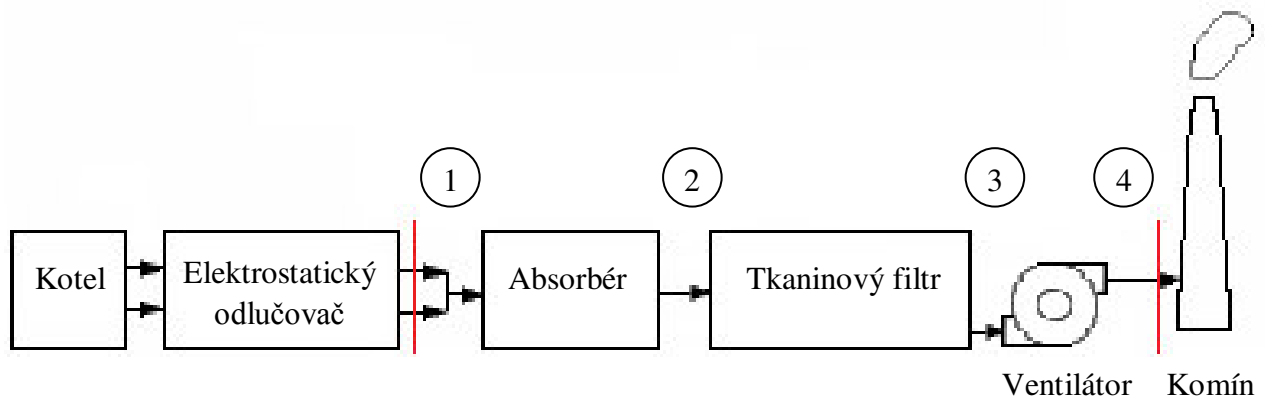 1
2
3
4
Kotel
Elektrostatický
odlučovač
Absorbér
Tkaninový filtr
Ventilátor
Komín